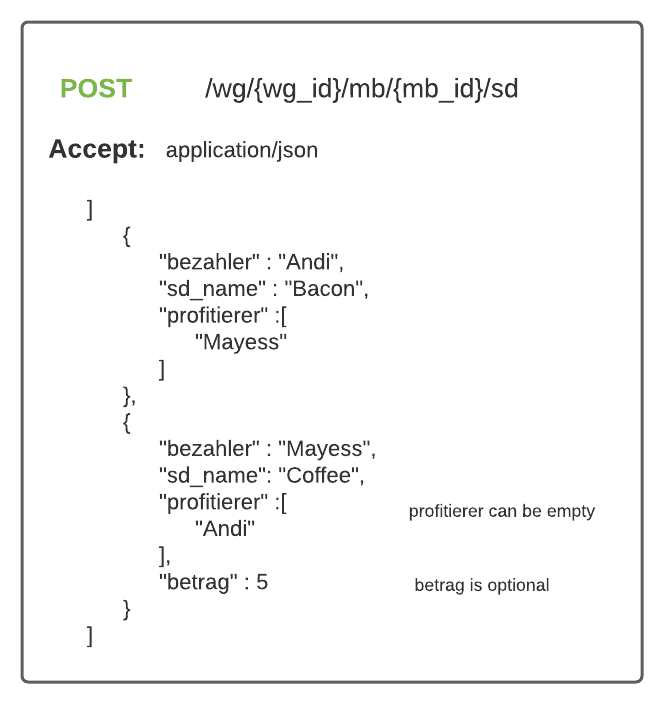 POST /wg/{wg_id}/mb/{mb_id}/sd
Accept: application/json
]
{
"bezahler" : "Andi",
"sd_name" : "Bacon",
"profitierer" :[
"Mayess"
]
},
{
"bezahler" : "Mayess",
"sd_name": "Coffee",
"profitierer" :[
profitierer can be empty
"Andi"
],
"betrag" : 5 betrag is optional
}
]